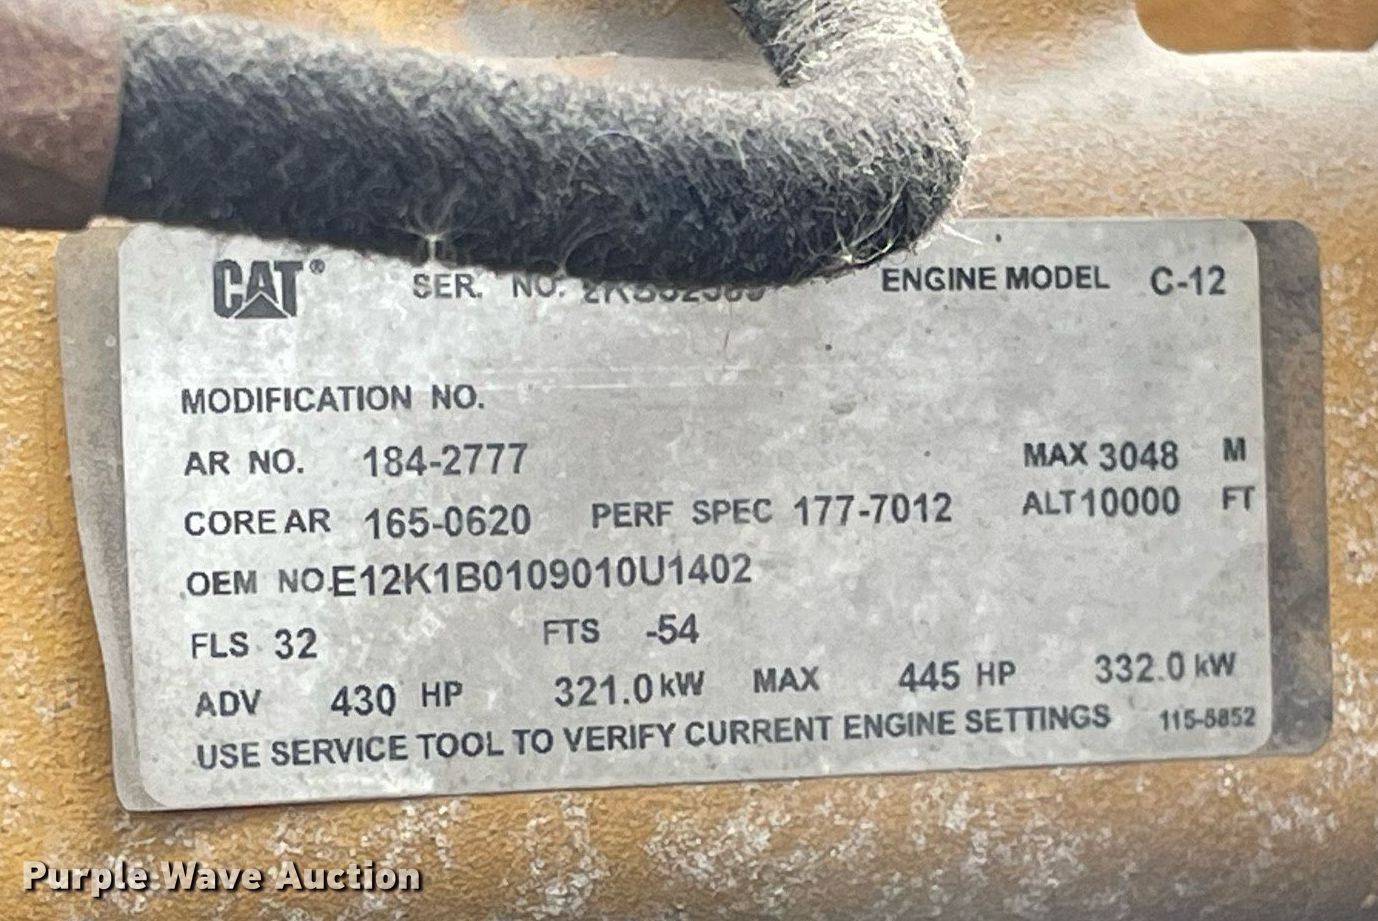 CAT® SER. NO. ENGINE MODEL C-12
MODIFICATION NO.
AR NO. 184-2777 MAX 3048 M
CORE AR 165-0620 PERF SPEC 177-7012 ALT 10000 FT
OEM NO. E12K1B0109010U1402
FLS 32 FTS -54
ADV 430 HP 321.0 kW MAX 445 HP 332.0 kW
USE SERVICE TOOL TO VERIFY CURRENT ENGINE SETTINGS 115-5852
Purple Wave Auction